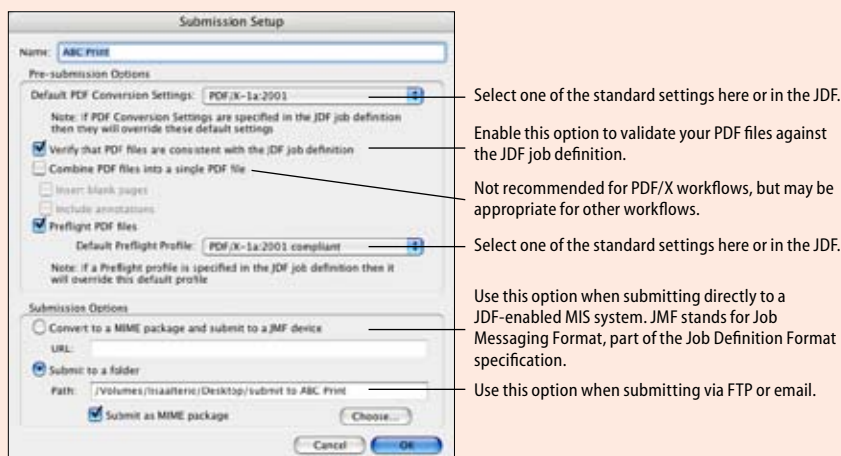 Submission Setup
Name: ABC Print
Pre-submission Options
Default PDF Conversion Settings: PDF/X-1a:2001
Note: If PDF Conversion Settings are specified in the JDF job definition
then they will override these default settings
Verify that PDF files are consistent with the JDF job definition
Combine PDF files into a single PDF file
Insert blank pages
Include annotations
Preflight PDF files
Default Preflight Profile: PDF/X-1a:2001 compliant
Note: If a Preflight profile is specified in the JDF job definition then it
will override this default profile
Submission Options
Convert to a MIME package and submit to a JMF device
URL:
Submit to a folder
Path: /Volumes/lisaalterie/Desktop/submit to ABC Print
Submit as MIME package
Choose...
Cancel
OK
Select one of the standard settings here or in the JDF.
Enable this option to validate your PDF files against
the JDF job definition.
Not recommended for PDF/X workflows, but may be
appropriate for other workflows.
Select one of the standard settings here or in the JDF.
Use this option when submitting directly to a
JDF-enabled MIS system. JMF stands for Job
Messaging Format, part of the Job Definition Format
specification.
Use this option when submitting via FTP or email.